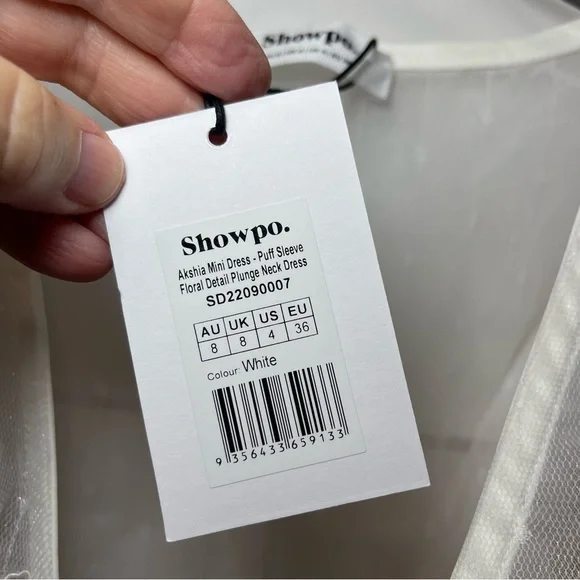 Showpo.
Showpo.
Akshia Mini Dress - Puff Sleeve
Floral Detail Plunge Neck Dress
SD22090007
AU UK US EU
8 8 4 36
Colour: White
9 356433 659133